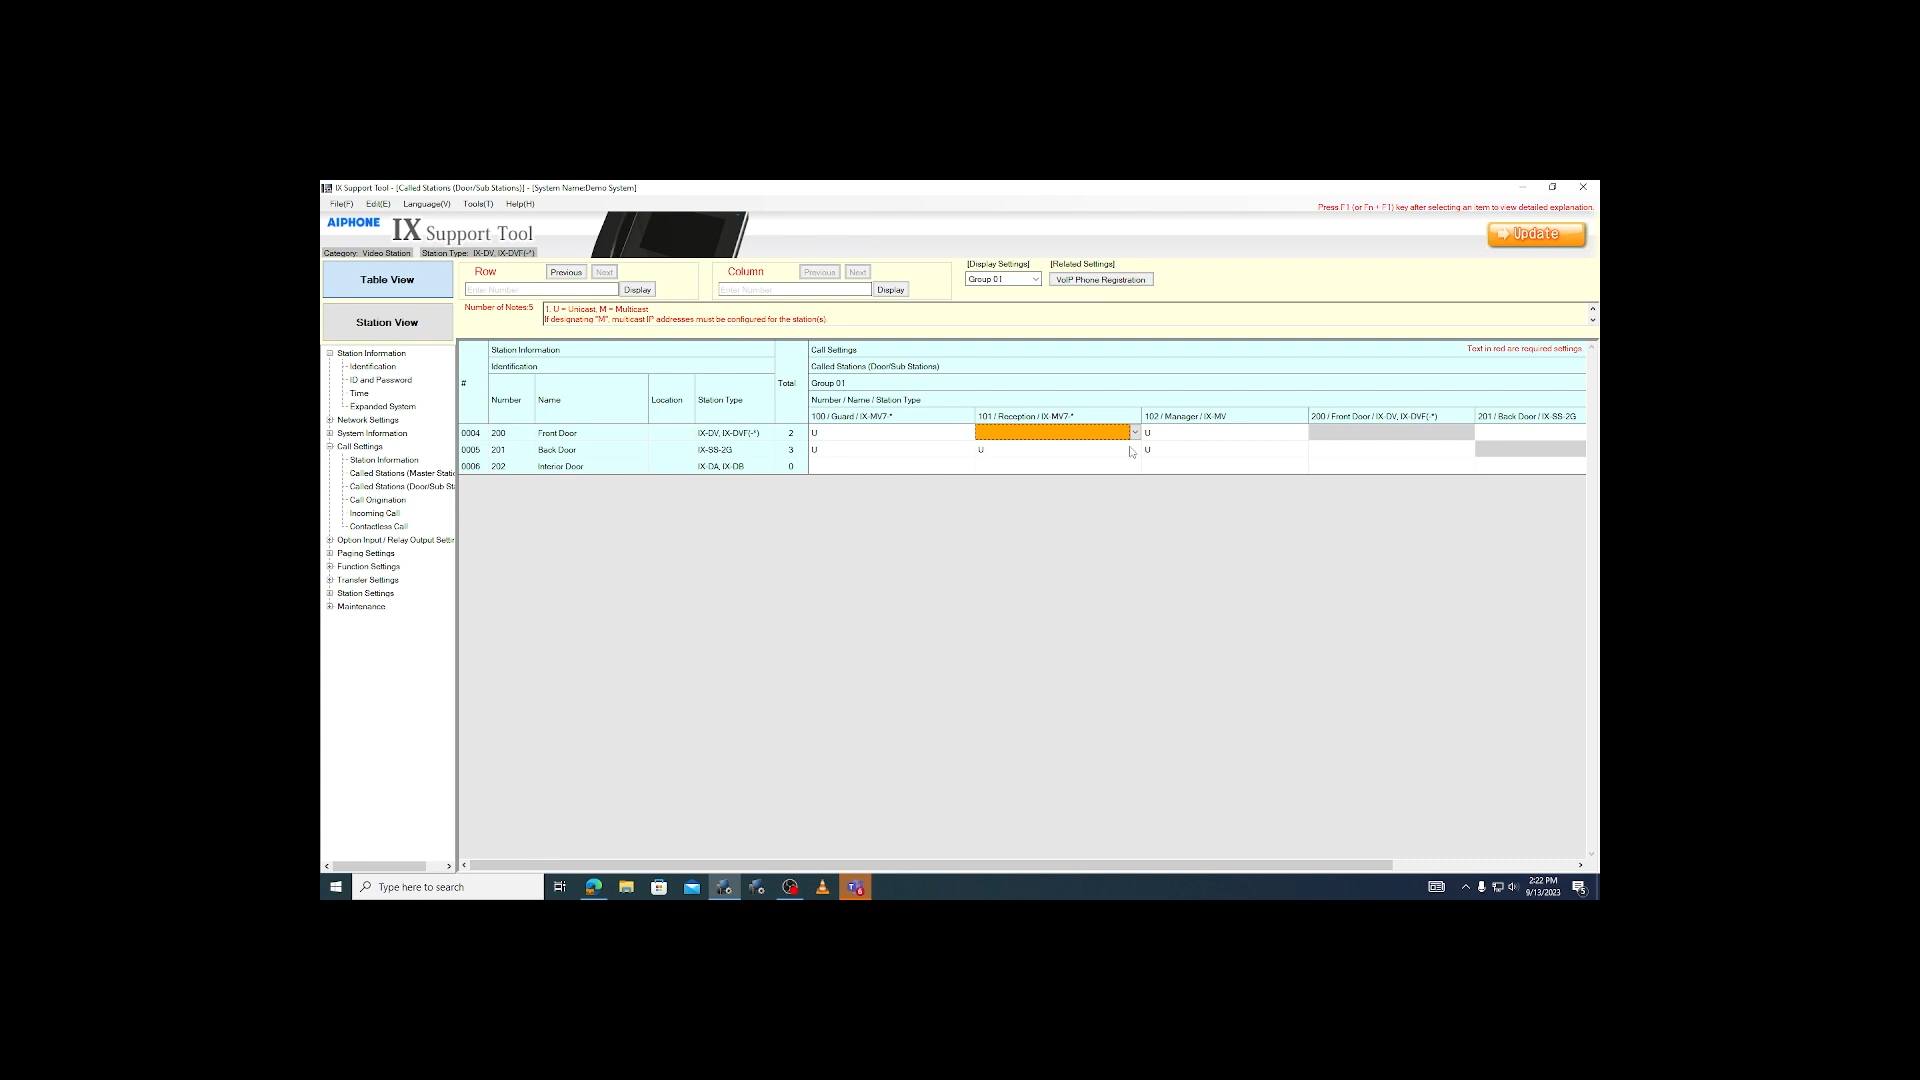 IX Support Tool - [Called Stations (Door/Sub Stations)] - [System Name:Demo System]
File(F) Edit(E) Language(V) Tools(T) Help(H)
Press F1 (or Fn + F1) key after selecting an item to view detailed explanation.
AIPHONE IX Support Tool
Update
Category: Video Station Station Type: IX-DV, IX-DVF(-*)
Table View
Row Previous Next
Enter Number Display
Column Previous Next
Enter Number Display
[Display Settings] [Related Settings]
Group 01 VoIP Phone Registration
Station View
Number of Notes:5
1. U = Unicast, M = Multicast
If designating "M", multicast IP addresses must be configured for the station(s).
Station Information
Identification
ID and Password
Time
Expanded System
Network Settings
System Information
Call Settings
Station Information
Called Stations (Master Static
Called Stations (Door/Sub Sta
Call Origination
Incoming Call
Contactless Call
Option Input / Relay Output Settin
Paging Settings
Function Settings
Transfer Settings
Station Settings
Maintenance
Station Information Call Settings Text in red are required settings.
Identification Called Stations (Door/Sub Stations)
# Total Group 01
Number Name Location Station Type Number / Name / Station Type
100 / Guard / IX-MV7-* 101 / Reception / IX-MV7-* 102 / Manager / IX-MV 200 / Front Door / IX-DV, IX-DVF(-*) 201 / Back Door / IX-SS-2G
0004 200 Front Door IX-DV, IX-DVF(-*) 2 U U
0005 201 Back Door IX-SS-2G 3 U U U
0006 202 Interior Door IX-DA, IX-DB 0
Type here to search
2:22 PM
9/13/2023
6
5